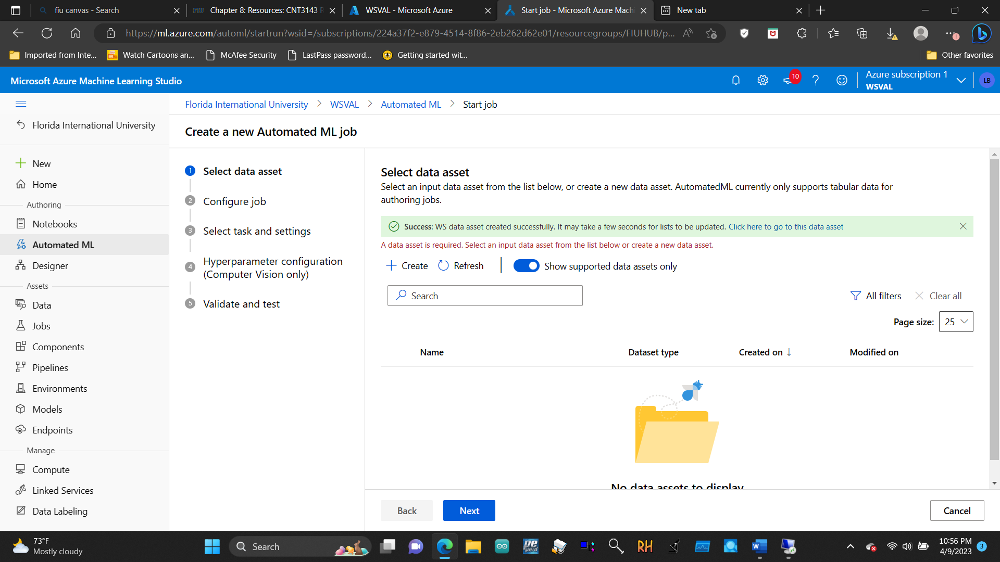 fiu canvas - Search
FIU Chapter 8: Resources: CNT3143
WSVAL - Microsoft Azure
Start job - Microsoft Azure Mach
New tab
https://ml.azure.com/automl/startrun?wsid=/subscriptions/224a37f2-e879-4514-8f86-2eb262d62e01/resourcegroups/FIUHUB/p...
Imported from Inte...
Watch Cartoons an...
McAfee Security
LastPass password...
Getting started wit...
Other favorites
Microsoft Azure Machine Learning Studio
10
Azure subscription 1
WSVAL
LB
Florida International University
WSVAL
Automated ML
Start job
Florida International University
New
Home
Authoring
Notebooks
Automated ML
Designer
Assets
Data
Jobs
Components
Pipelines
Environments
Models
Endpoints
Manage
Compute
Linked Services
Data Labeling
Create a new Automated ML job
1 Select data asset
2 Configure job
3 Select task and settings
4 Hyperparameter configuration
(Computer Vision only)
5 Validate and test
Select data asset
Select an input data asset from the list below, or create a new data asset. AutomatedML currently only supports tabular data for
authoring jobs.
Success: WS data asset created successfully. It may take a few seconds for lists to be updated. Click here to go to this data asset
A data asset is required. Select an input data asset from the list below or create a new data asset.
Create
Refresh
Show supported data assets only
Search
All filters
Clear all
Page size: 25
Name
Dataset type
Created on ↓
Modified on
No data assets to display
Back
Next
Cancel
73°F
Mostly cloudy
Search
RH
10:56 PM
4/9/2023
3